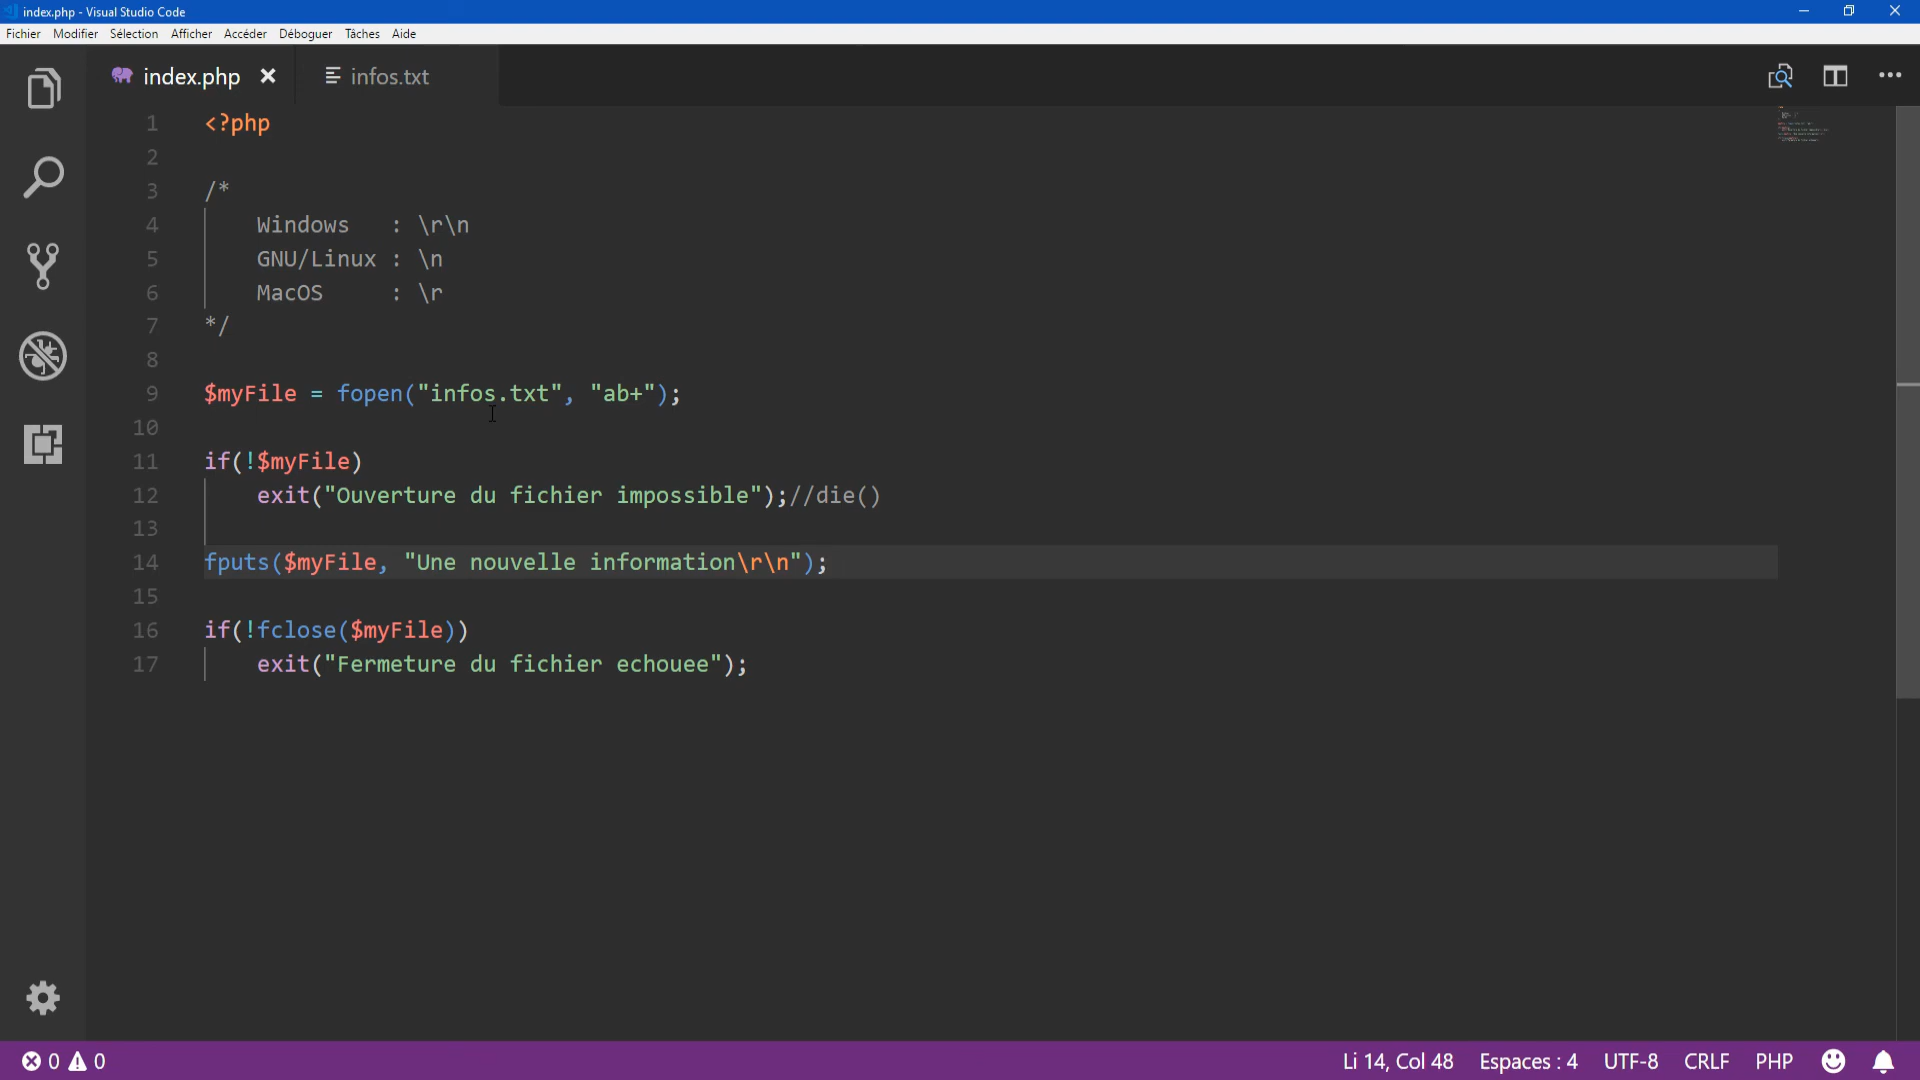 index.php - Visual Studio Code
Fichier Modifier Sélection Afficher Accéder Déboguer Tâches Aide
index.php infos.txt
1 <?php
2
3 /*
4 Windows : \r\n
5 GNU/Linux : \n
6 MacOS : \r
7 */
8
9 $myFile = fopen("infos.txt", "ab+");
10
11 if(!$myFile)
12 exit("Ouverture du fichier impossible");//die()
13
14 fputs($myFile, "Une nouvelle information\r\n");
15
16 if(!fclose($myFile))
17 exit("Fermeture du fichier echouee");
0 0 Li 14, Col 48 Espaces : 4 UTF-8 CRLF PHP